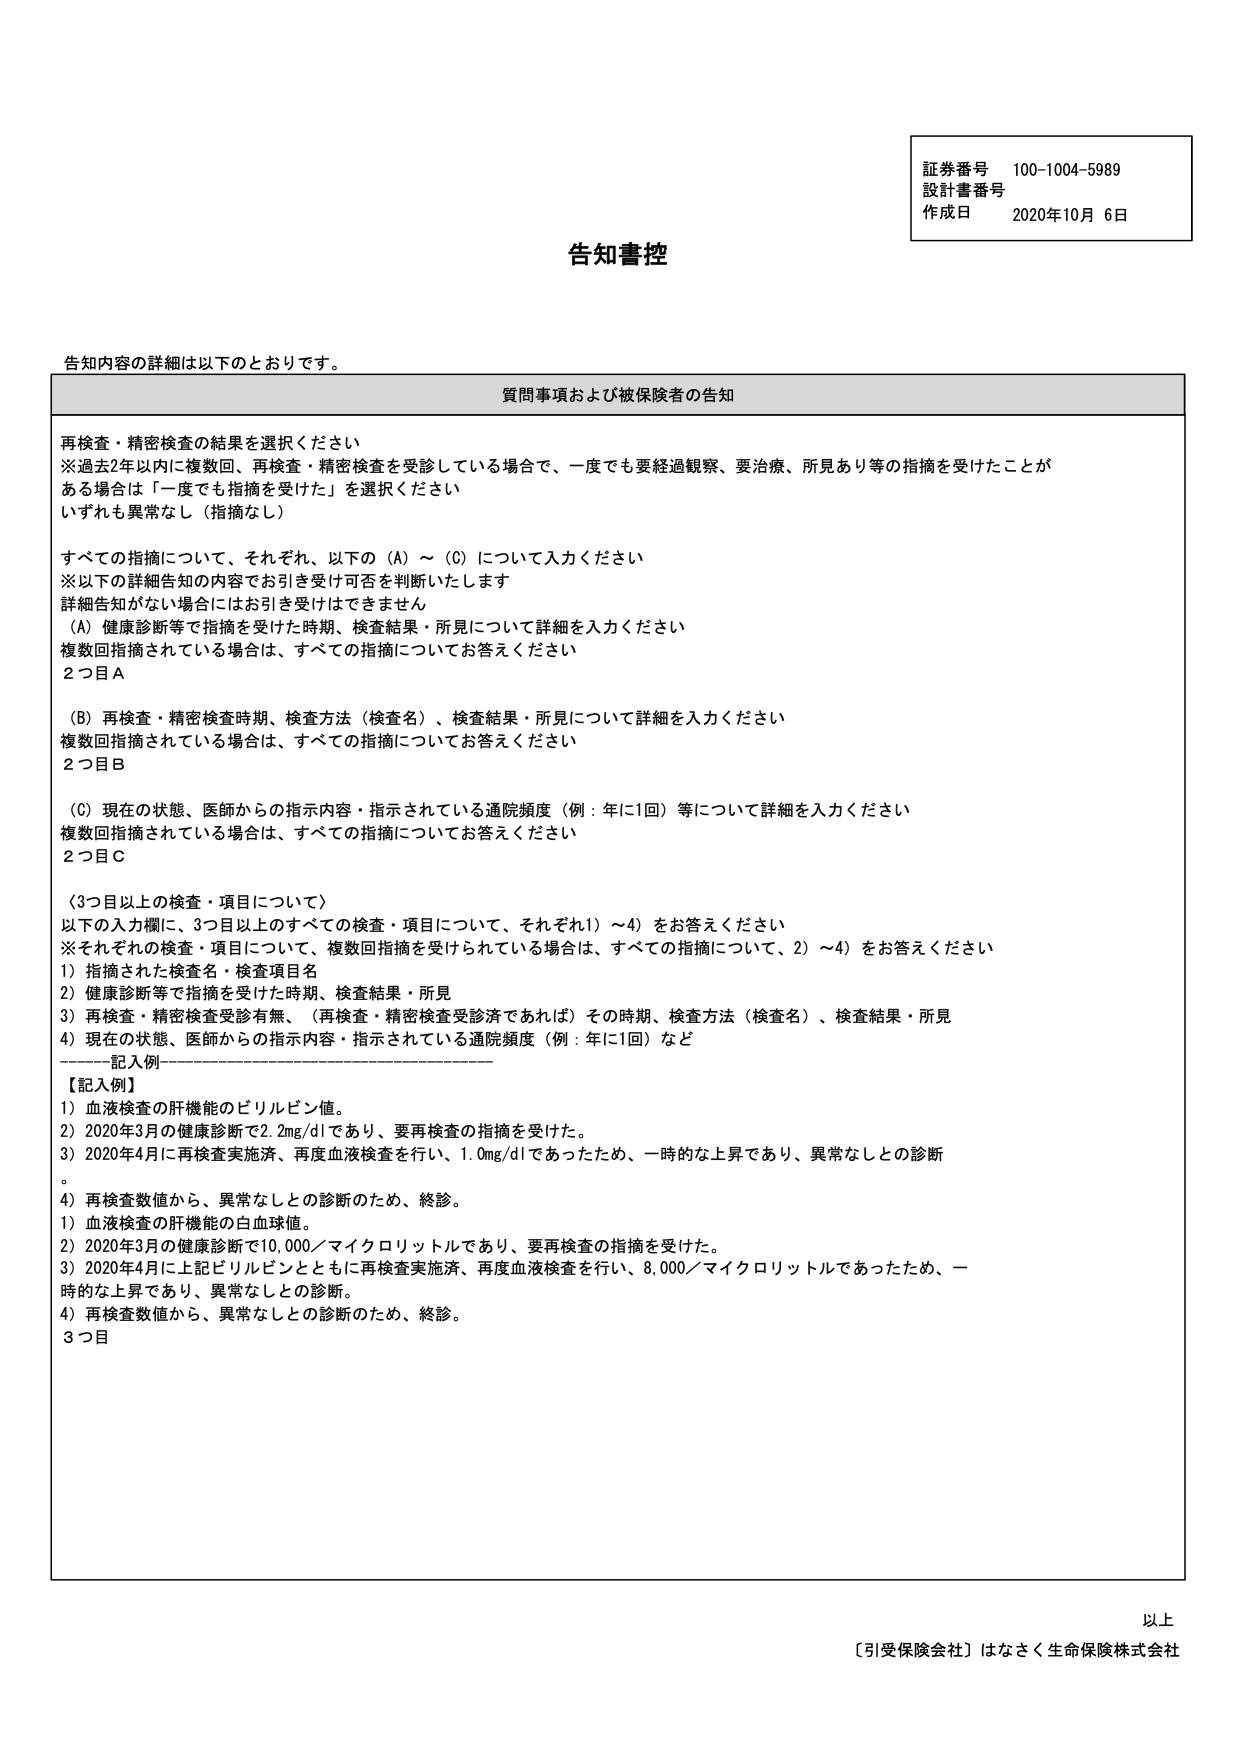 証券番号 100-1004-5989
設計書番号
作成日 2020年10月 6日
告知書控
告知内容の詳細は以下のとおりです。
質問事項および被保険者の告知
再検査・精密検査の結果を選択ください
※過去2年以内に複数回、再検査・精密検査を受診している場合で、一度でも要経過観察、要治療、所見あり等の指摘を受けたことが
ある場合は「一度でも指摘を受けた」を選択ください
いずれも異常なし（指摘なし）
すべての指摘について、それぞれ、以下の（A）～（C）について入力ください
※以下の詳細告知の内容でお引き受け可否を判断いたします
詳細告知がない場合にはお引き受けはできません
（A）健康診断等で指摘を受けた時期、検査結果・所見について詳細を入力ください
複数回指摘されている場合は、すべての指摘についてお答えください
２つ目Ａ
（B）再検査・精密検査時期、検査方法（検査名）、検査結果・所見について詳細を入力ください
複数回指摘されている場合は、すべての指摘についてお答えください
２つ目Ｂ
（C）現在の状態、医師からの指示内容・指示されている通院頻度（例：年に1回）等について詳細を入力ください
複数回指摘されている場合は、すべての指摘についてお答えください
２つ目Ｃ
〈3つ目以上の検査・項目について〉
以下の入力欄に、3つ目以上のすべての検査・項目について、それぞれ1）～4）をお答えください
※それぞれの検査・項目について、複数回指摘を受けられている場合は、すべての指摘について、2）～4）をお答えください
1）指摘された検査名・検査項目名
2）健康診断等で指摘を受けた時期、検査結果・所見
3）再検査・精密検査受診有無、（再検査・精密検査受診済であれば）その時期、検査方法（検査名）、検査結果・所見
4）現在の状態、医師からの指示内容・指示されている通院頻度（例：年に1回）など
------記入例----------------------------------------
【記入例】
1）血液検査の肝機能のビリルビン値。
2）2020年3月の健康診断で2.2mg/dlであり、要再検査の指摘を受けた。
3）2020年4月に再検査実施済、再度血液検査を行い、1.0mg/dlであったため、一時的な上昇であり、異常なしとの診断
。
4）再検査数値から、異常なしとの診断のため、終診。
1）血液検査の肝機能の白血球値。
2）2020年3月の健康診断で10,000／マイクロリットルであり、要再検査の指摘を受けた。
3）2020年4月に上記ビリルビンとともに再検査実施済、再度血液検査を行い、8,000／マイクロリットルであったため、一
時的な上昇であり、異常なしとの診断。
4）再検査数値から、異常なしとの診断のため、終診。
３つ目
以上
〔引受保険会社〕はなさく生命保険株式会社